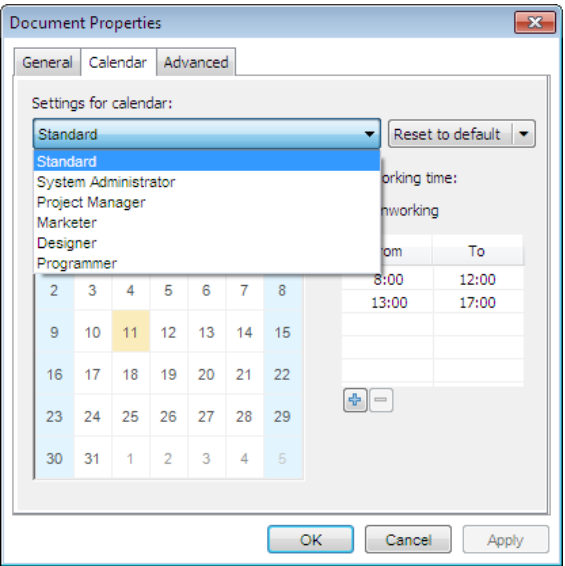 Document Properties
General Calendar Advanced
Settings for calendar:
Standard Reset to default
Standard
System Administrator
Project Manager
Marketer
Designer
Programmer
orking time:
nworking
om To
8:00 12:00
13:00 17:00
2 3 4 5 6 7 8
9 10 11 12 13 14 15
16 17 18 19 20 21 22
23 24 25 26 27 28 29
30 31 1 2 3 4 5
OK Cancel Apply